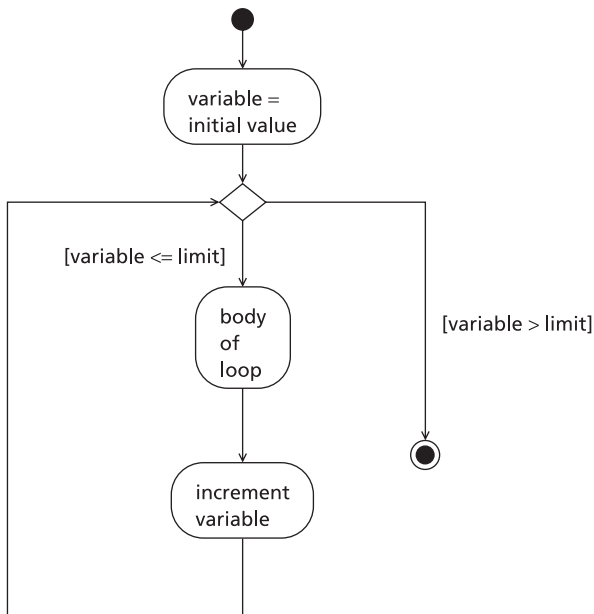 variable =
initial value
[variable <= limit]
body
of
loop
[variable > limit]
increment
variable